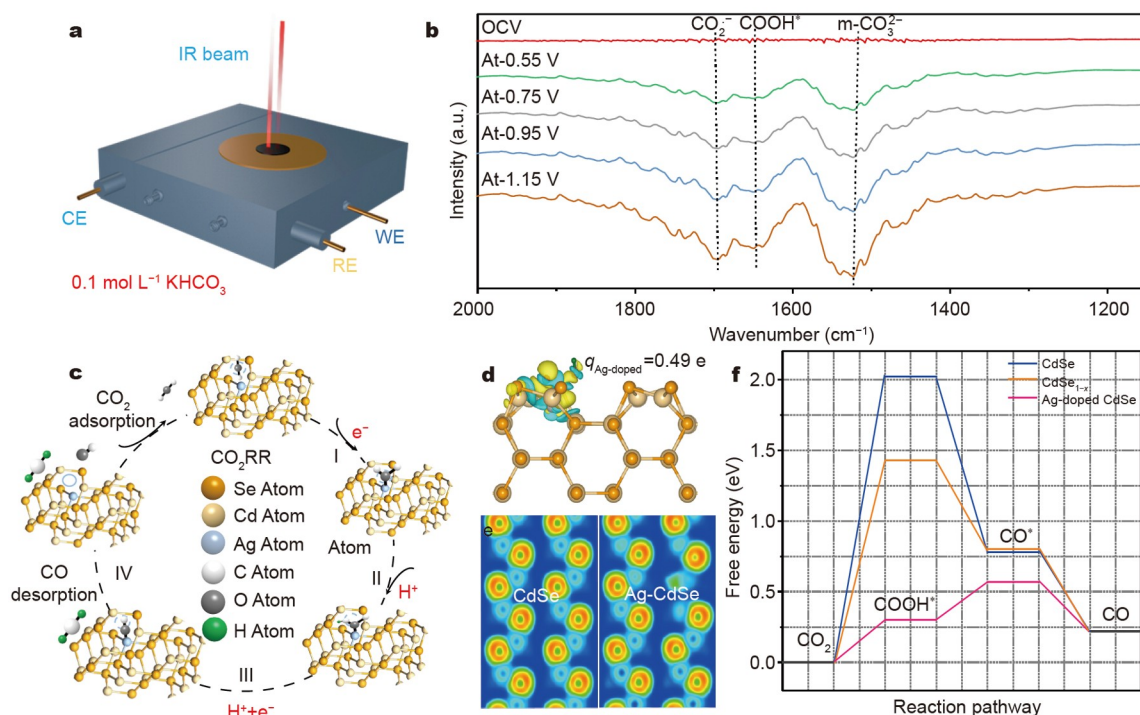 a
IR beam
CE
WE
RE
0.1 mol L⁻¹ KHCO₃
b
OCV
CO₂·⁻
COOH*
m-CO₃²⁻
At-0.55 V
At-0.75 V
At-0.95 V
At-1.15 V
Intensity (a.u.)
2000
1800
1600
1400
1200
Wavenumber (cm⁻¹)
c
CO₂
adsorption
e⁻
I
CO₂RR
Se Atom
Cd Atom
Ag Atom
C Atom
O Atom
H Atom
Atom
II
H⁺
III
H⁺+e⁻
IV
CO
desorption
d
q Ag-doped =0.49 e
e
CdSe
Ag-CdSe
f
CdSe
CdSe₁₋ₓ
Ag-doped CdSe
Free energy (eV)
2.0
1.5
1.0
0.5
0.0
CO₂
COOH*
CO*
CO
Reaction pathway